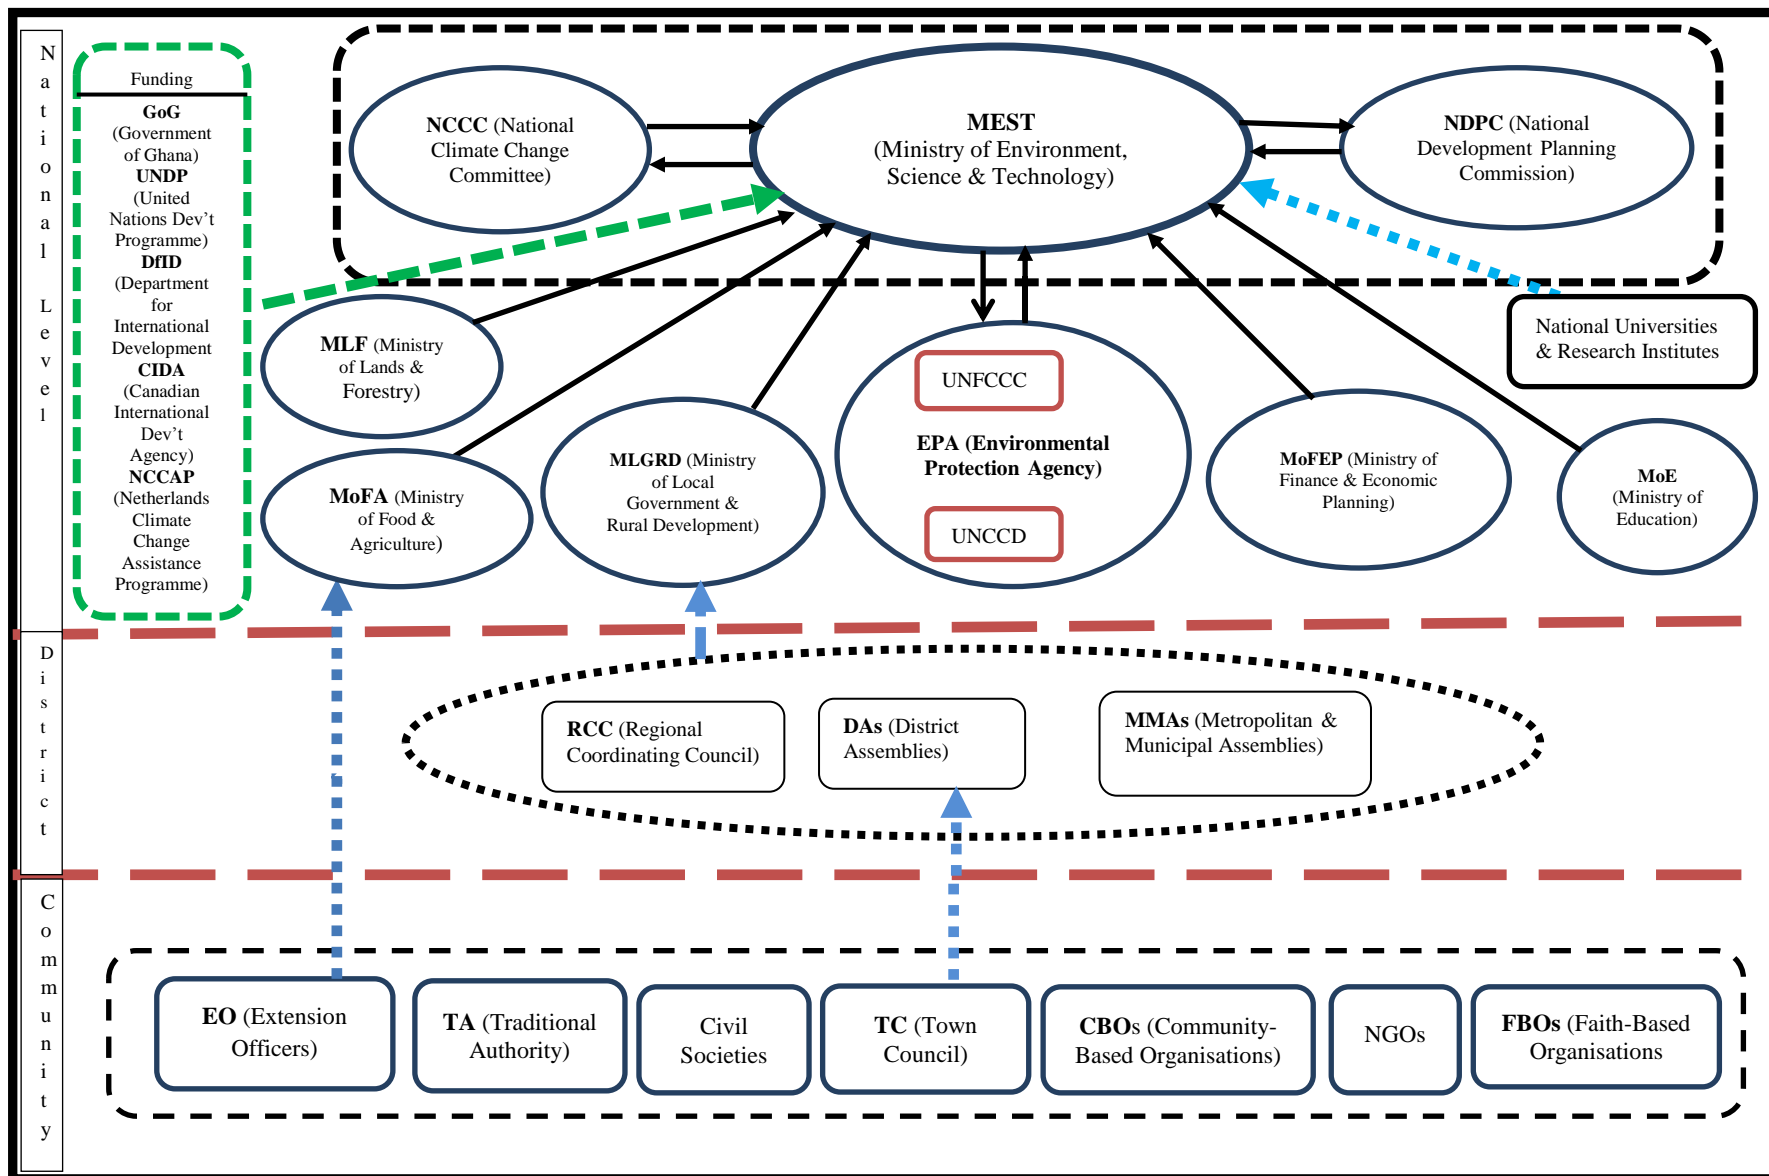 National Level
Funding
GoG
(Government
of Ghana)
UNDP
(United
Nations Dev't
Programme)
DfID
(Department
for
International
Development
CIDA
(Canadian
International
Dev't
Agency)
NCCAP
(Netherlands
Climate
Change
Assistance
Programme)
NCCC (National
Climate Change
Committee)
MEST
(Ministry of Environment,
Science & Technology)
NDPC (National
Development Planning
Commission)
National Universities
& Research Institutes
MLF (Ministry
of Lands &
Forestry)
MoFA (Ministry
of Food &
Agriculture)
MLGRD (Ministry
of Local
Government &
Rural Development)
UNFCCC
EPA (Environmental
Protection Agency)
UNCCD
MoFEP (Ministry of
Finance & Economic
Planning)
MoE
(Ministry of
Education)
District
RCC (Regional
Coordinating Council)
DAs (District
Assemblies)
MMAs (Metropolitan &
Municipal Assemblies)
Community
EO (Extension
Officers)
TA (Traditional
Authority)
Civil
Societies
TC (Town
Council)
CBOs (Community-
Based Organisations)
NGOs
FBOs (Faith-Based
Organisations